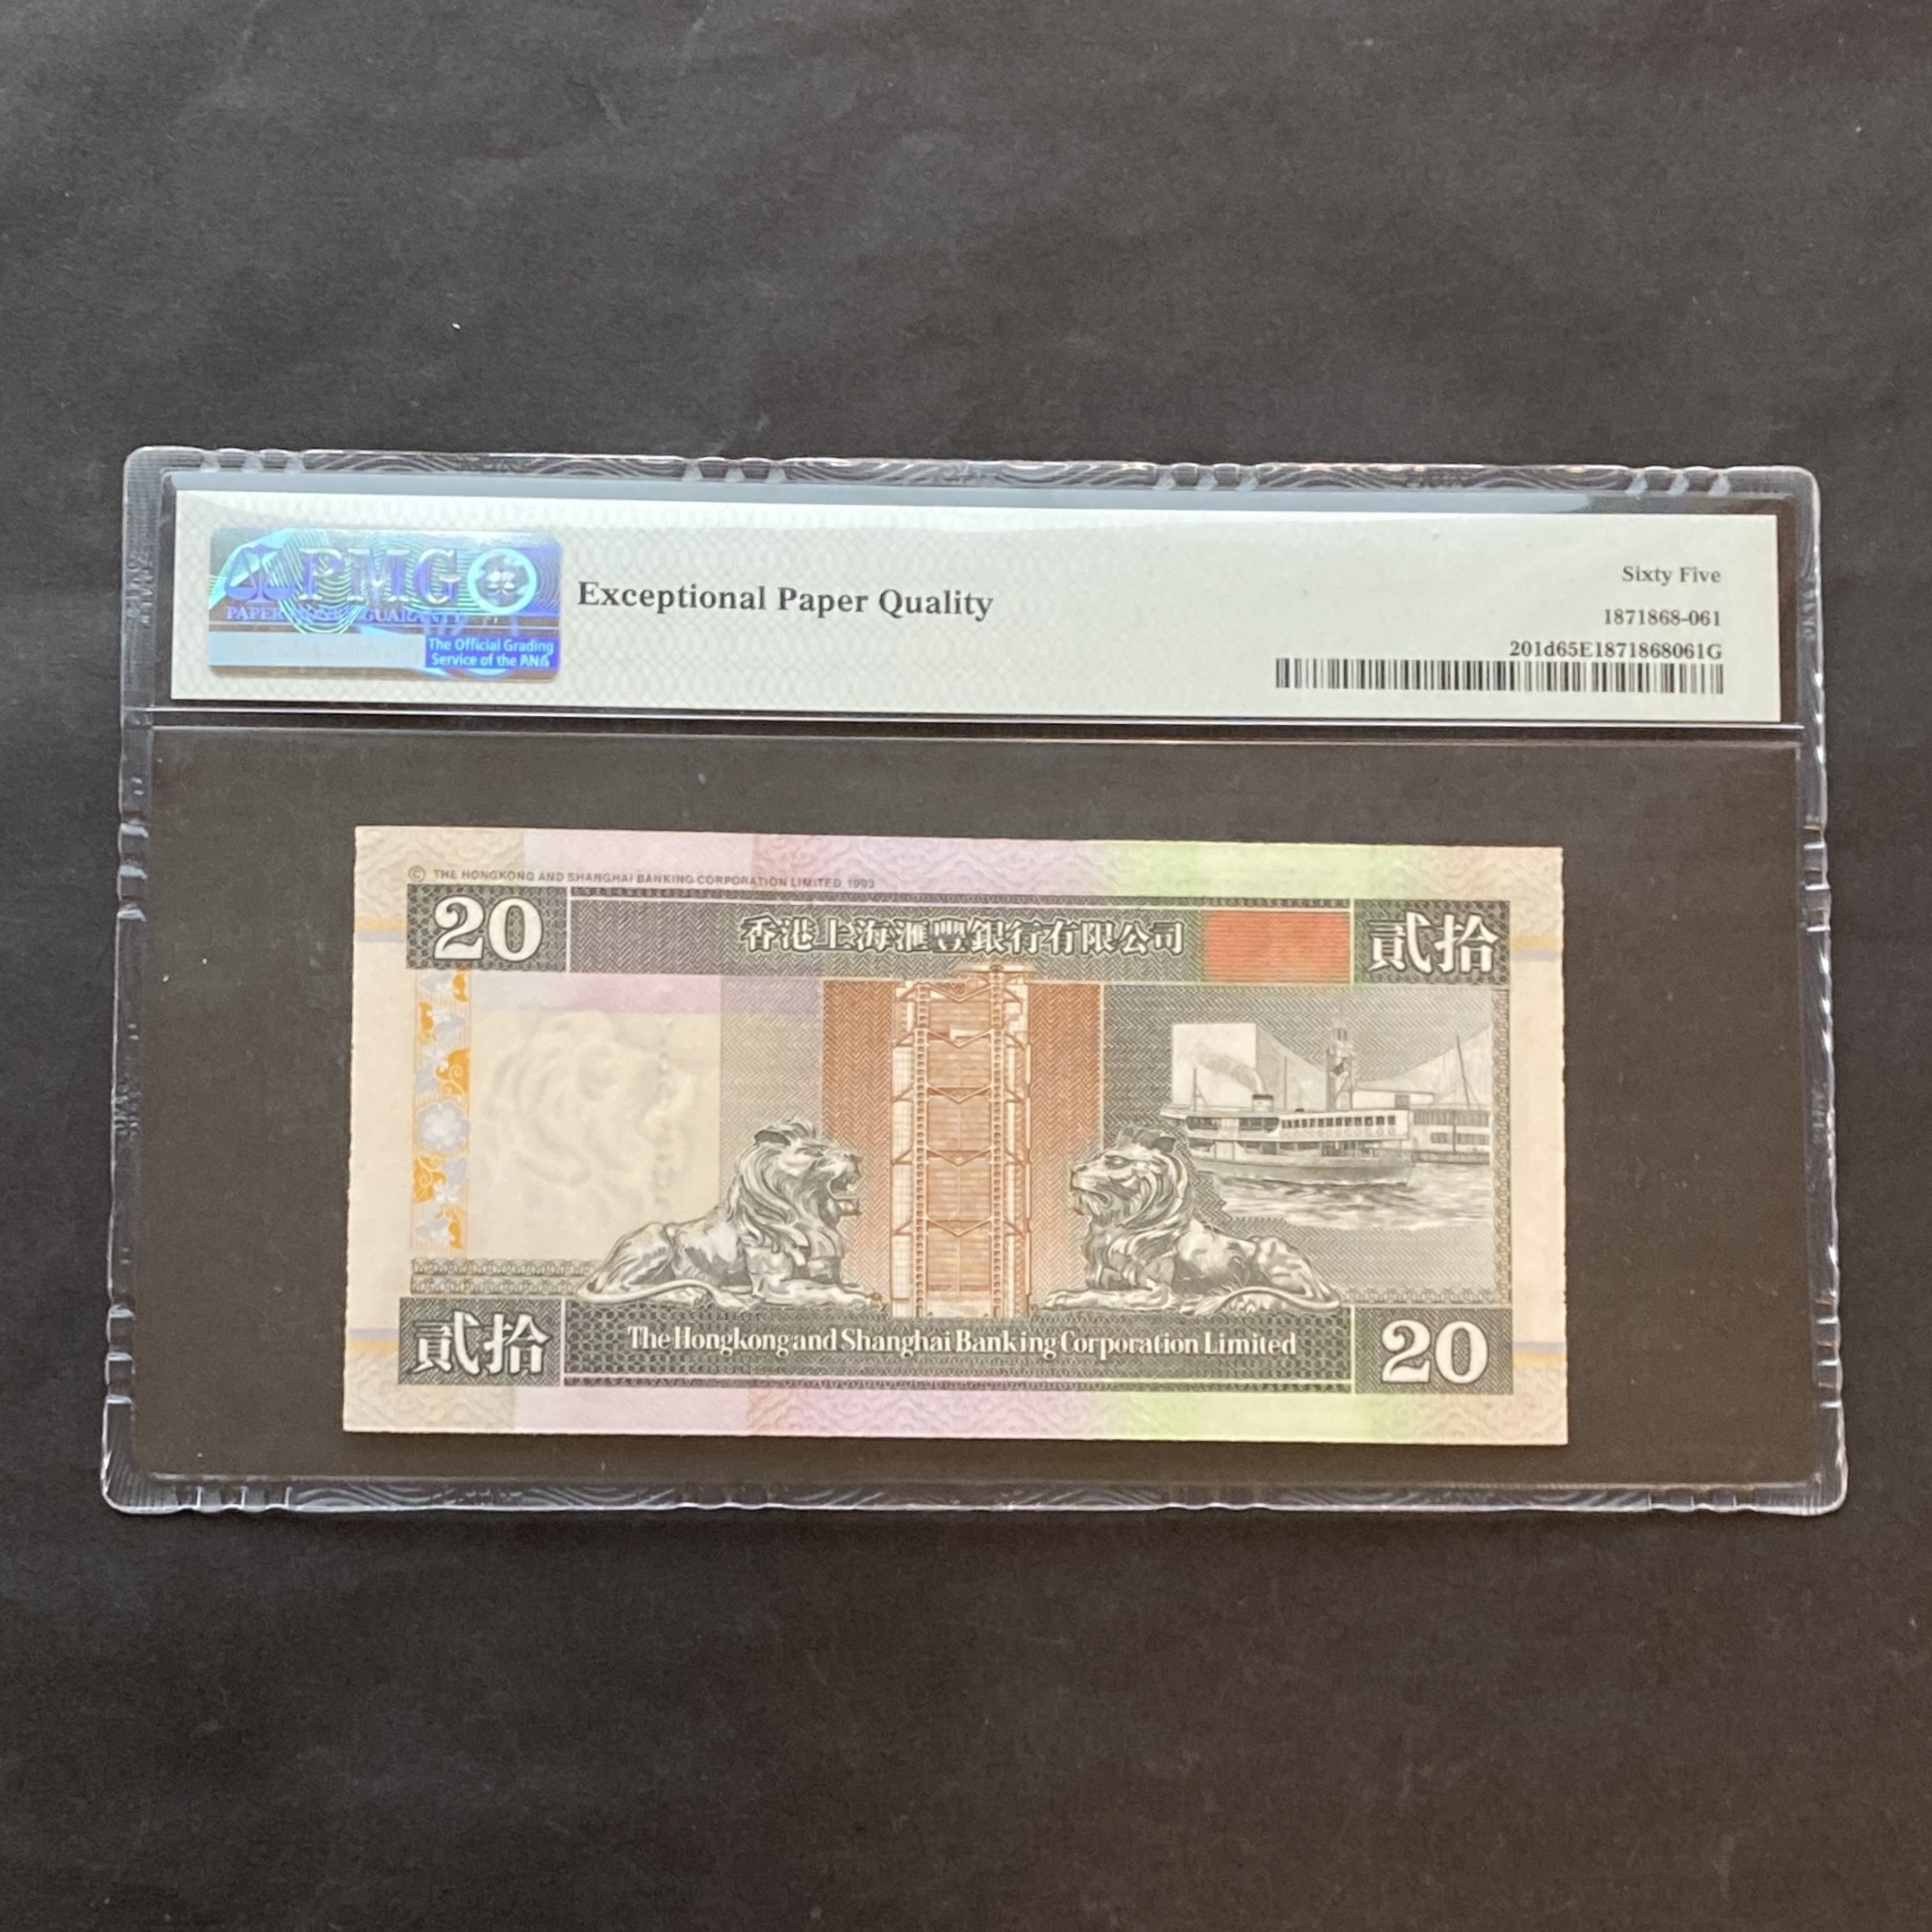 PMG
PAPER MONEY GUARANTY
The Official Grading
Service of the ANA
Exceptional Paper Quality
Sixty Five
1871868-061
201d65E1871868061G
© THE HONGKONG AND SHANGHAI BANKING CORPORATION LIMITED 1993
20
香港上海滙豐銀行有限公司
貳拾
貳拾
The Hongkong and Shanghai Banking Corporation Limited
20